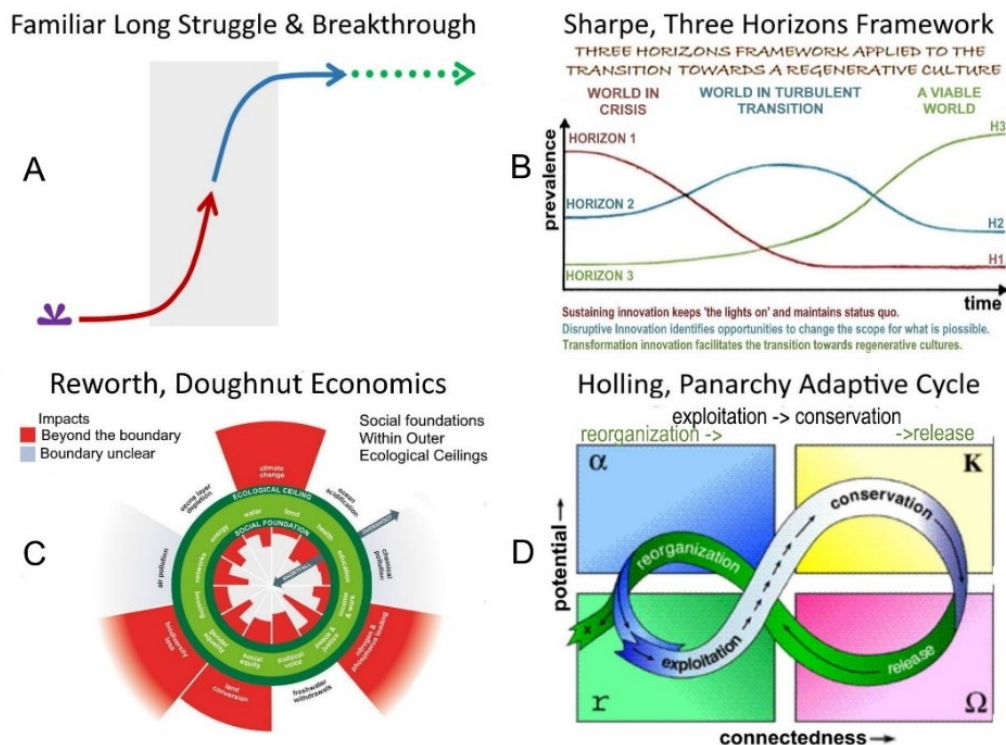 Familiar Long Struggle & Breakthrough
A
Sharpe, Three Horizons Framework
THREE HORIZONS FRAMEWORK APPLIED TO THE
TRANSITION TOWARDS A REGENERATIVE CULTURE
WORLD IN
CRISIS
WORLD IN TURBULENT
TRANSITION
A VIABLE
WORLD
B
prevalence
HORIZON 1
HORIZON 2
HORIZON 3
H3
H2
H1
time
Sustaining innovation keeps 'the lights on' and maintains status quo.
Disruptive Innovation identifies opportunities to change the scope for what is piossible.
Transformation innovation facilitates the transition towards regenerative cultures.
Reworth, Doughnut Economics
Impacts
Beyond the boundary
Boundary unclear
Social foundations
Within Outer
Ecological Ceilings
C
climate
change
ocean
acidification
chemical
pollution
nitrogen &
phosphorus loading
freshwater
withdrawals
land
conversion
biodiversity
loss
air pollution
ozone layer
depletion
ECOLOGICAL CEILING
OVERSHOOT
water
food
health
education
income
& work
peace &
justice
political
voice
social
equity
gender
equality
housing
networks
energy
SOCIAL FOUNDATION
SHORTFALL
Holling, Panarchy Adaptive Cycle
exploitation -> conservation
reorganization ->
->release
D
potential
α
K
r
Ω
reorganization
conservation
exploitation
release
x
connectedness